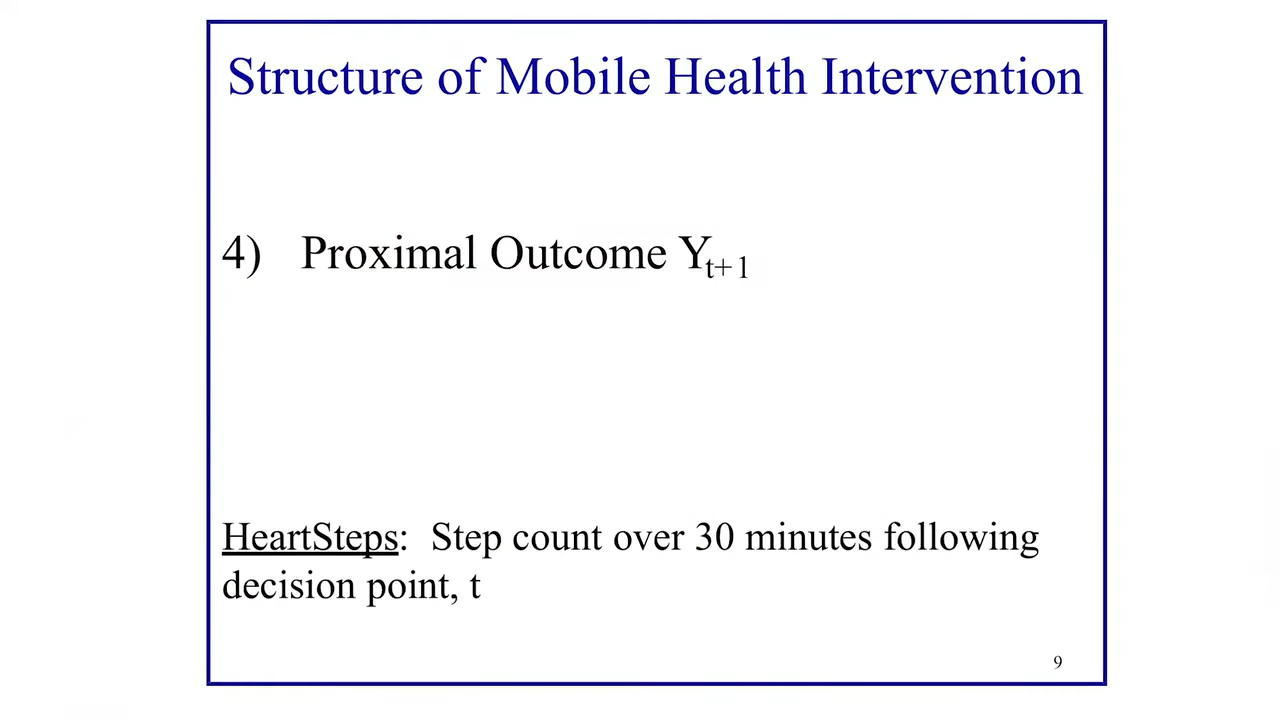 Structure of Mobile Health Intervention
4) Proximal Outcome Yt+1
HeartSteps: Step count over 30 minutes following
decision point, t
9